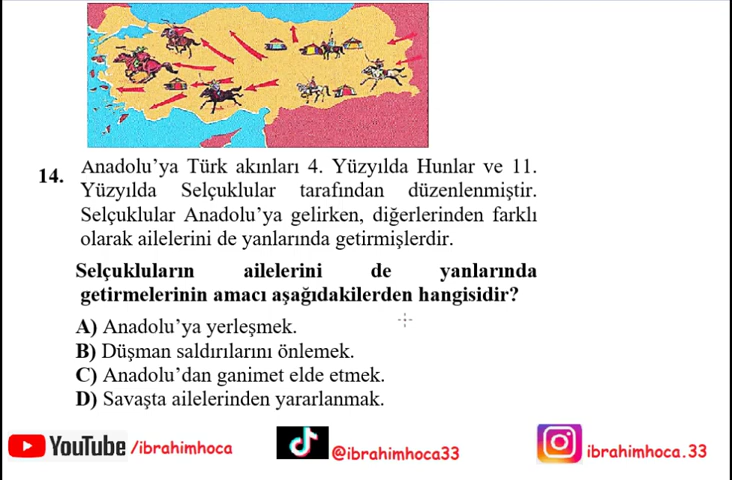 14. Anadolu’ya Türk akınları 4. Yüzyılda Hunlar ve 11.
Yüzyılda Selçuklular tarafından düzenlenmiştir.
Selçuklular Anadolu’ya gelirken, diğerlerinden farklı
olarak ailelerini de yanlarında getirmişlerdir.
Selçukluların ailelerini de yanlarında
getirmelerinin amacı aşağıdakilerden hangisidir?
A) Anadolu’ya yerleşmek.
B) Düşman saldırılarını önlemek.
C) Anadolu’dan ganimet elde etmek.
D) Savaşta ailelerinden yararlanmak.
YouTube /ibrahimhoca @ibrahimhoca33 ibrahimhoca.33